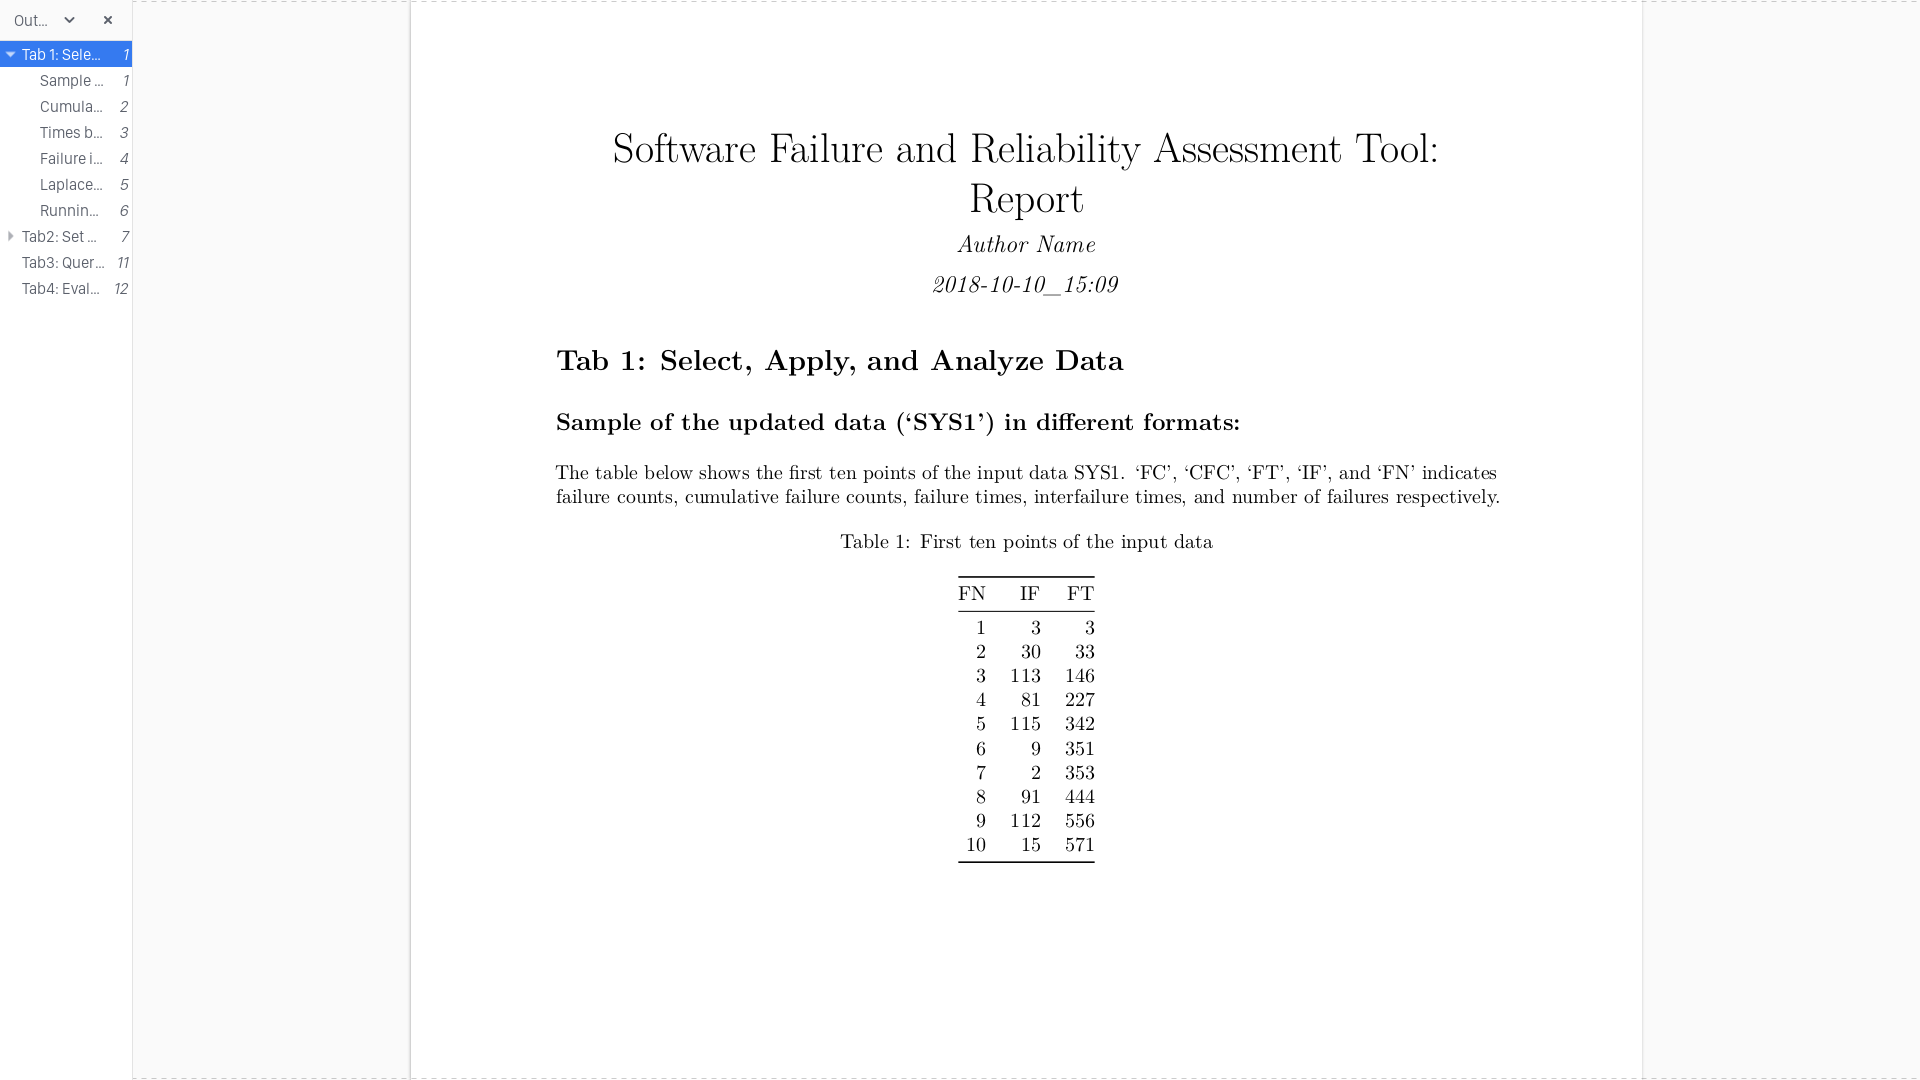 Out...
Tab 1: Sele... 1
Sample ... 1
Cumula... 2
Times b... 3
Failure i... 4
Laplace... 5
Runnin... 6
Tab2: Set ... 7
Tab3: Quer... 11
Tab4: Eval... 12
Software Failure and Reliability Assessment Tool:
Report
Author Name
2018-10-10_15:09
Tab 1: Select, Apply, and Analyze Data
Sample of the updated data (‘SYS1’) in different formats:
The table below shows the first ten points of the input data SYS1. ‘FC’, ‘CFC’, ‘FT’, ‘IF’, and ‘FN’ indicates
failure counts, cumulative failure counts, failure times, interfailure times, and number of failures respectively.
Table 1: First ten points of the input data
FN IF FT
1 3 3
2 30 33
3 113 146
4 81 227
5 115 342
6 9 351
7 2 353
8 91 444
9 112 556
10 15 571